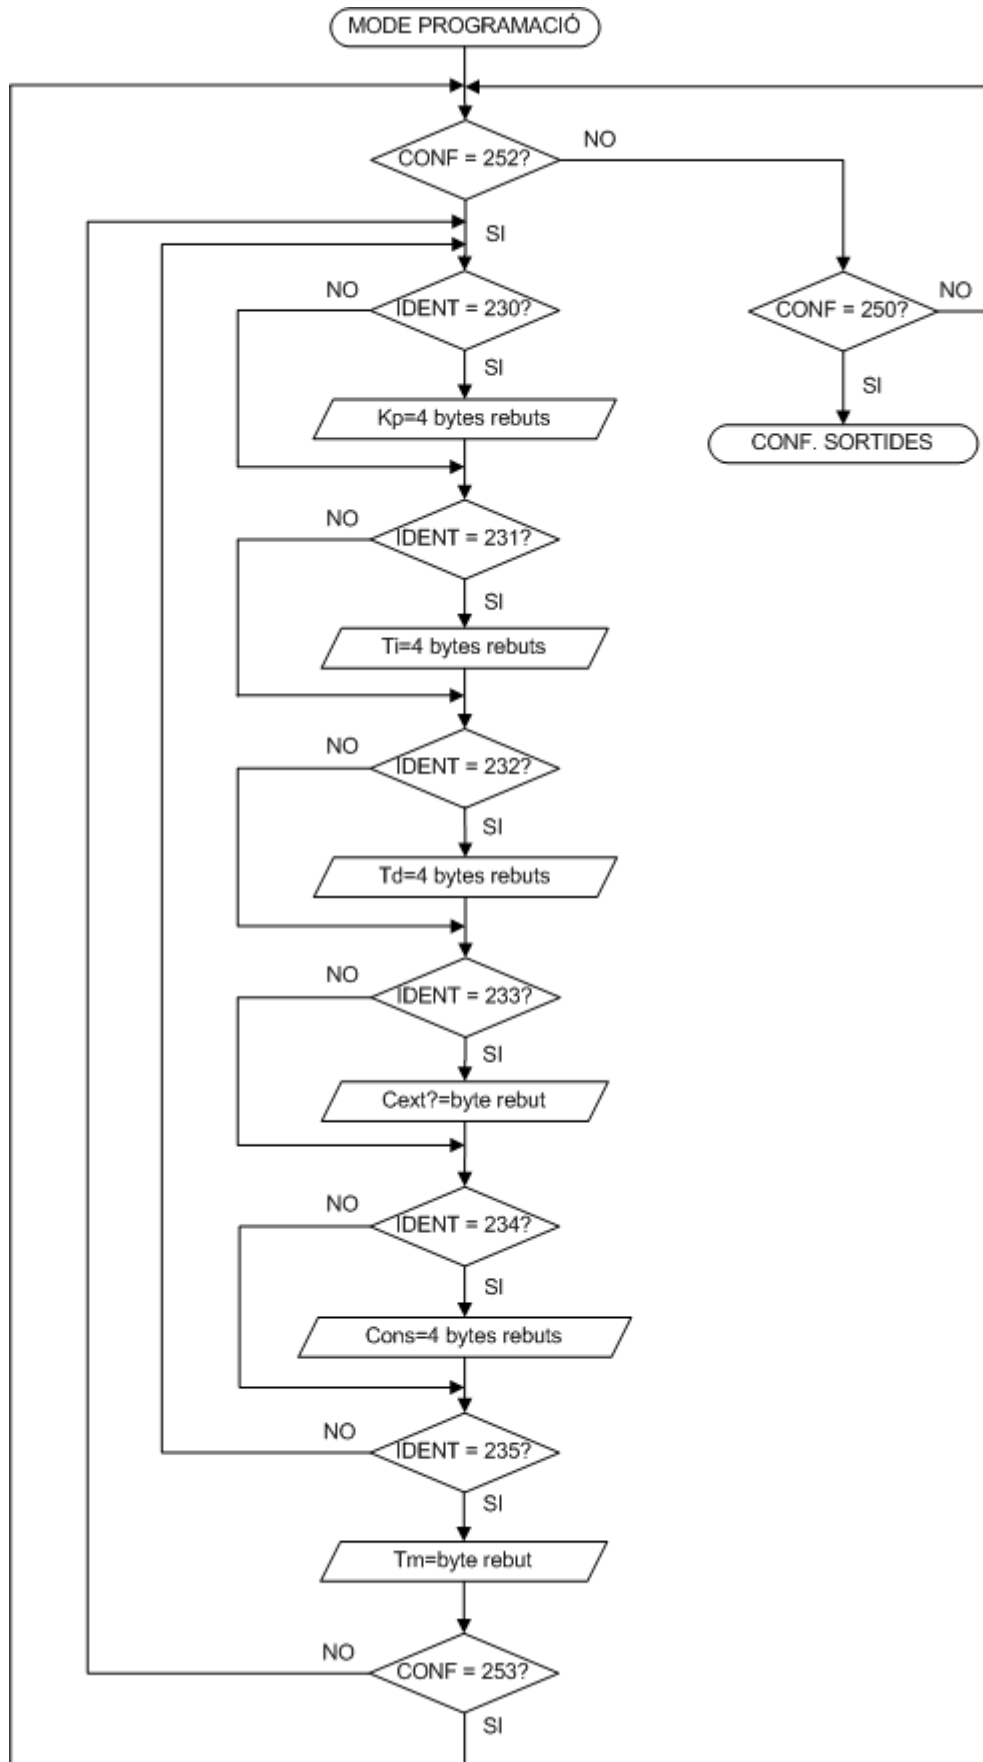 MODE PROGRAMACIÓ
CONF = 252?
NO
SI
IDENT = 230?
NO
CONF = 250?
NO
SI
SI
Kp=4 bytes rebuts
CONF. SORTIDES
NO
IDENT = 231?
SI
Ti=4 bytes rebuts
NO
IDENT = 232?
SI
Td=4 bytes rebuts
NO
IDENT = 233?
SI
Cext?=byte rebut
NO
IDENT = 234?
SI
Cons=4 bytes rebuts
NO
IDENT = 235?
SI
Tm=byte rebut
NO
CONF = 253?
SI